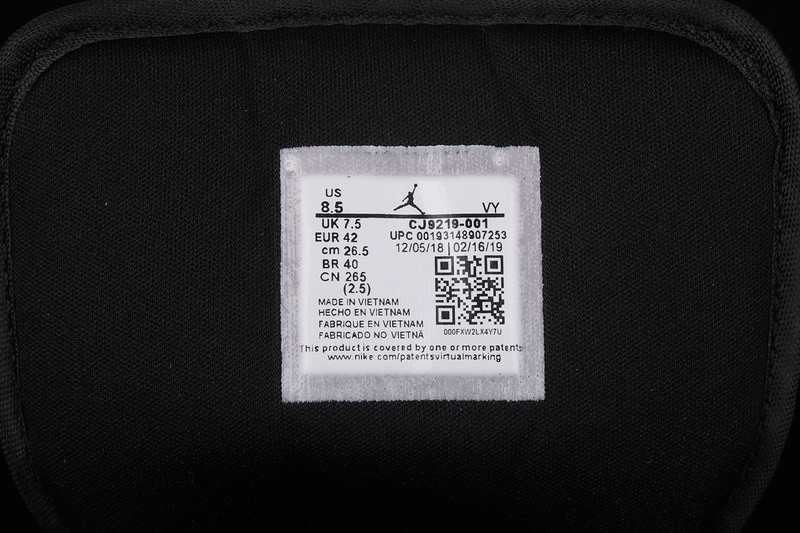 US
8.5 VY
UK 7.5 CJ9219-001
EUR 42 UPC 00193148907253
cm 26.5 12/05/18 | 02/16/19
BR 40
CN 265
(2.5)
MADE IN VIETNAM
HECHO EN VIETNAM
FABRIQUE EN VIETNAM
FABRICADO NO VIETNÃ
000FXW2LX4Y7U
This product is covered by one or more patents
www.nike com/patentsvirtualmarking